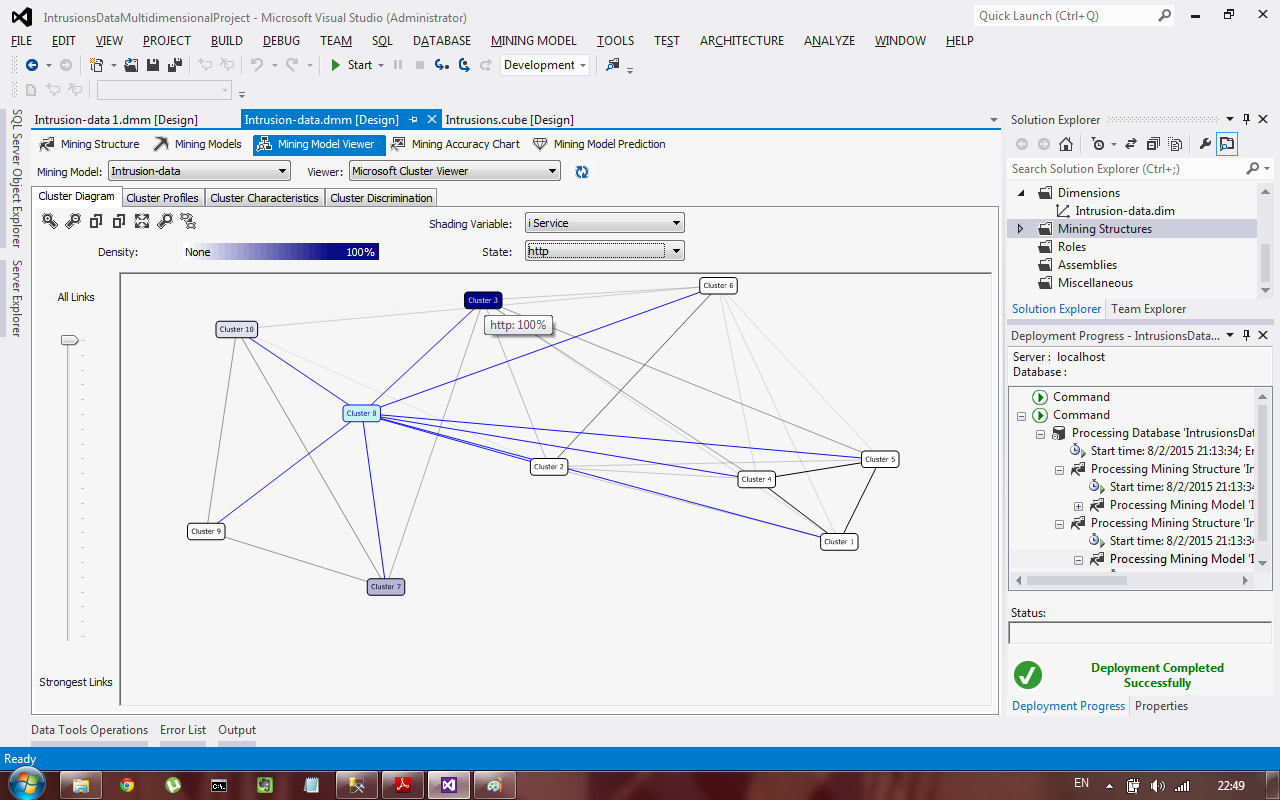 IntrusionsDataMultidimensionalProject - Microsoft Visual Studio (Administrator)
Quick Launch (Ctrl+Q)
FILE EDIT VIEW PROJECT BUILD DEBUG TEAM SQL DATABASE MINING MODEL TOOLS TEST ARCHITECTURE ANALYZE WINDOW HELP
Start Development
SQL Server Object Explorer
Server Explorer
Intrusion-data 1.dmm [Design] Intrusion-data.dmm [Design] Intrusions.cube [Design]
Mining Structure Mining Models Mining Model Viewer Mining Accuracy Chart Mining Model Prediction
Mining Model: Intrusion-data Viewer: Microsoft Cluster Viewer
Cluster Diagram Cluster Profiles Cluster Characteristics Cluster Discrimination
Shading Variable: i Service
Density: None 100% State: http
All Links
Cluster 6
Cluster 3
http: 100%
Cluster 10
Cluster 8
Cluster 5
Cluster 2
Cluster 4
Cluster 9
Cluster 1
Cluster 7
Strongest Links
Solution Explorer
Search Solution Explorer (Ctrl+;)
Dimensions
Intrusion-data.dim
Mining Structures
Roles
Assemblies
Miscellaneous
Solution Explorer Team Explorer
Deployment Progress - IntrusionsData...
Server : localhost
Database :
Command
Command
Processing Database 'IntrusionsDat
Start time: 8/2/2015 21:13:34; En
Processing Mining Structure 'In
Start time: 8/2/2015 21:13:34
Processing Mining Model 'I
Processing Mining Structure 'In
Start time: 8/2/2015 21:13:34
Processing Mining Model 'I
Status:
Deployment Completed
Successfully
Deployment Progress Properties
Data Tools Operations Error List Output
Ready
EN 22:49